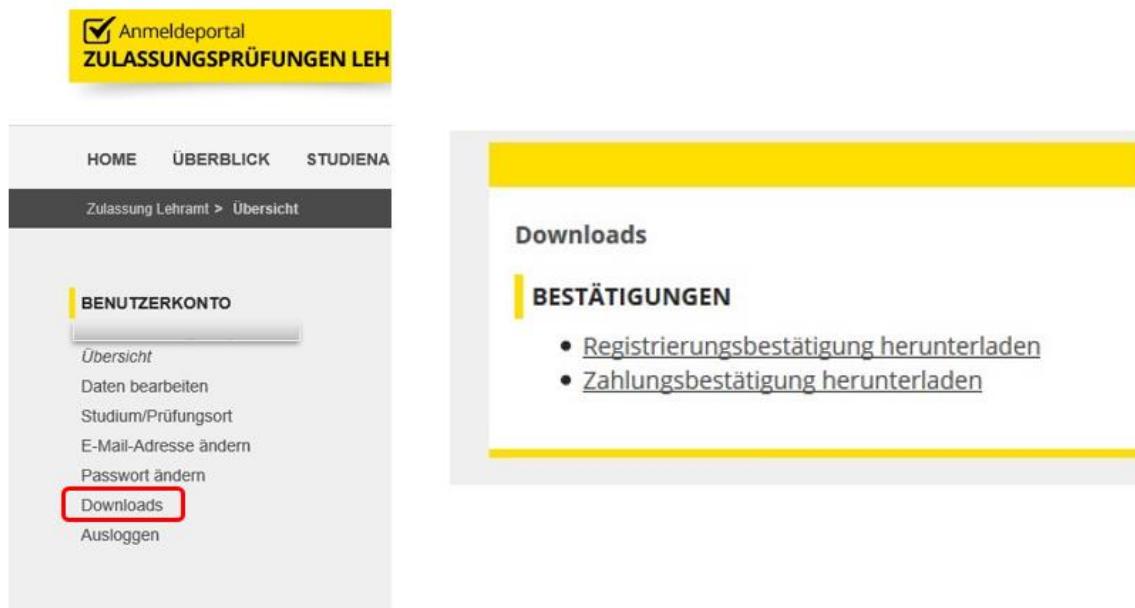 Anmeldeportal
ZULASSUNGSPRÜFUNGEN LEH
HOME ÜBERBLICK STUDIENA
Zulassung Lehramt > Übersicht
BENUTZERKONTO
Übersicht
Daten bearbeiten
Studium/Prüfungsort
E-Mail-Adresse ändern
Passwort ändern
Downloads
Ausloggen
Downloads
BESTÄTIGUNGEN
• Registrierungsbestätigung herunterladen
• Zahlungsbestätigung herunterladen